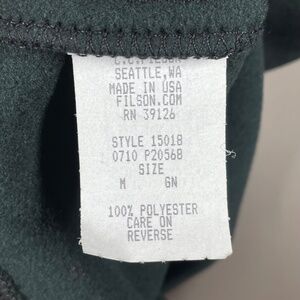 C.C.FILSON
SEATTLE,WA
MADE IN USA
FILSON.COM
RN 39126
STYLE 15018
0710 P20568
SIZE
M GN
100% POLYESTER
CARE ON
REVERSE